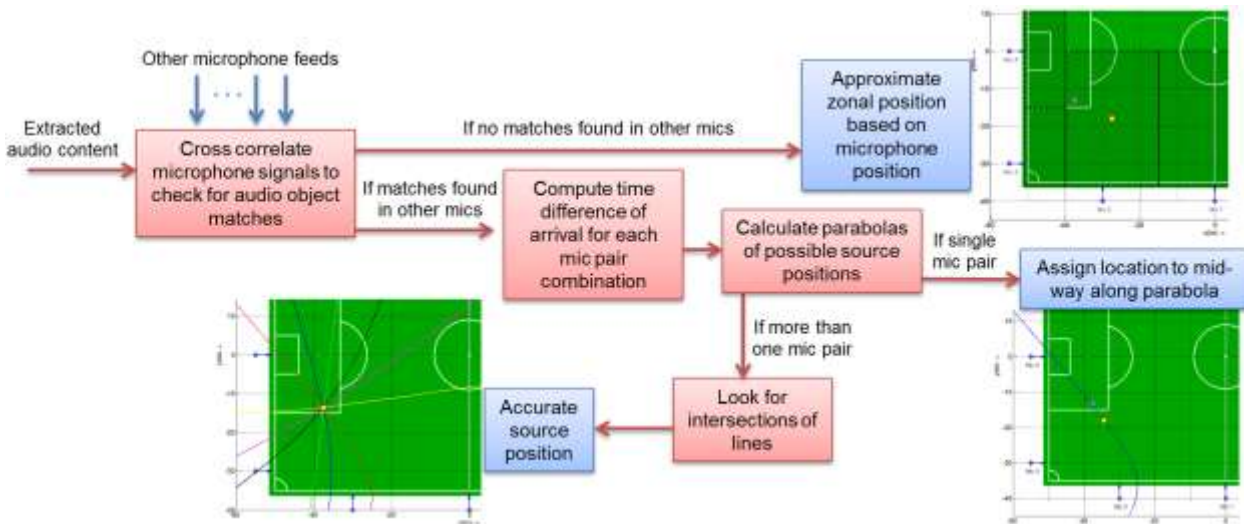 Other microphone feeds
Extracted
audio content
Cross correlate
microphone signals to
check for audio object
matches
If no matches found in other mics
Approximate
zonal position
based on
microphone
position
If matches found
in other mics
Compute time
difference of
arrival for each
mic pair
combination
Calculate parabolas
of possible source
positions
If single
mic pair
Assign location to mid-
way along parabola
If more than
one mic pair
Look for
intersections of
lines
Accurate
source
position